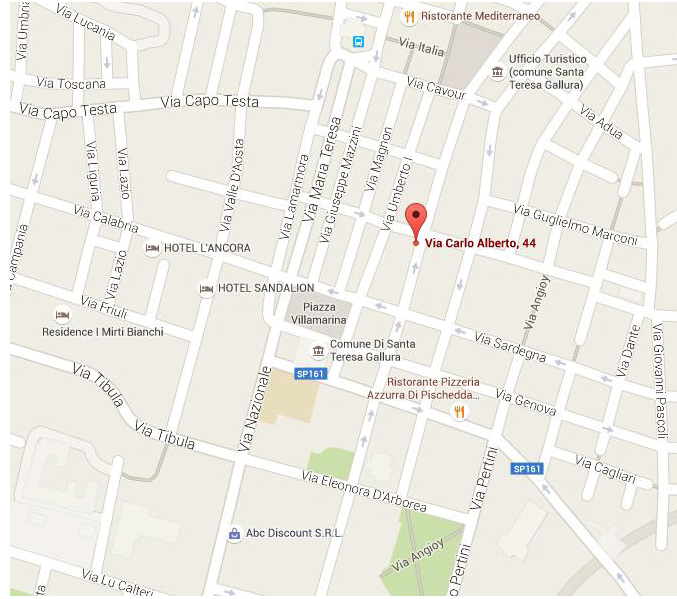 Via Umbria
Via Lucania
Ristorante Mediterraneo
Via Italia
Ufficio Turistico
(comune Santa
Teresa Gallura)
Via Toscana
Via Cavour
Via Capo Testa
Via Capo Testa
Via Adua
Via Liguria
Via Lazio
Via Valle D'Aosta
Via Lamarmora
Via Maria Teresa
Via Giuseppe Mazzini
Via Magnon
Via Umberto I
Via Calabria
Via Guglielmo Marconi
Via Carlo Alberto, 44
Campania
Via Lazio
HOTEL L'ANCORA
HOTEL SANDALION
Via Friuli
Residence I Mirti Bianchi
Piazza
Villamarina
Via Angioy
Via Sardegna
Via Dante
Via Giovanni Pascoli
Comune Di Santa
Teresa Gallura
SP161
Via Tibula
Via Nazionale
Ristorante Pizzeria
Azzurra Di Pischedda...
Via Genova
Via Tibula
Via Cagliari
SP161
Via Pertini
Via Eleonora D'Arborea
Abc Discount S.R.L.
Via Angioy
o Pertini
Via Lu Calteri